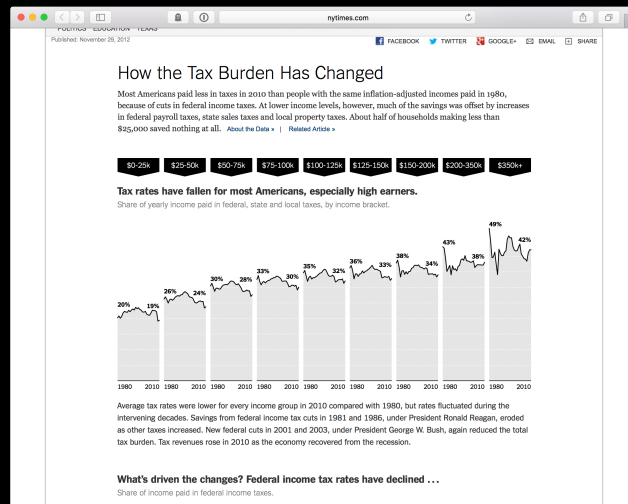 nytimes.com
POLITICS EDUCATION TEXAS
Published: November 29, 2012
FACEBOOK TWITTER GOOGLE+ EMAIL SHARE
How the Tax Burden Has Changed
Most Americans paid less in taxes in 2010 than people with the same inflation-adjusted incomes paid in 1980,
because of cuts in federal income taxes. At lower income levels, however, much of the savings was offset by increases
in federal payroll taxes, state sales taxes and local property taxes. About half of households making less than
$25,000 saved nothing at all. About the Data » | Related Article »
$0-25k $25-50k $50-75k $75-100k $100-125k $125-150k $150-200k $200-350k $350k+
Tax rates have fallen for most Americans, especially high earners.
Share of yearly income paid in federal, state and local taxes, by income bracket.
20% 19% 26% 24% 30% 28% 33% 30% 35% 32% 36% 33% 38% 34% 43% 38% 49% 42%
1980 2010 1980 2010 1980 2010 1980 2010 1980 2010 1980 2010 1980 2010 1980 2010 1980 2010
Average tax rates were lower for every income group in 2010 compared with 1980, but rates fluctuated during the
intervening decades. Savings from federal income tax cuts in 1981 and 1986, under President Ronald Reagan, eroded
as other taxes increased. New federal cuts in 2001 and 2003, under President George W. Bush, again reduced the total
tax burden. Tax revenues rose in 2010 as the economy recovered from the recession.
What's driven the changes? Federal income tax rates have declined ...
Share of income paid in federal income taxes.